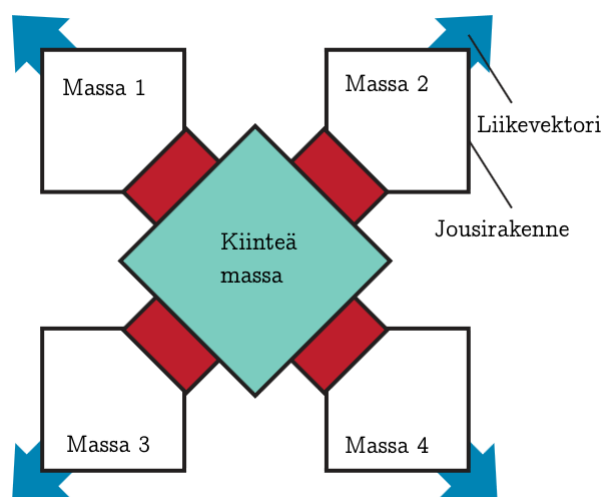 Massa 1
Massa 2
Liikevektori
Jousirakenne
Kiinteä
massa
Massa 3
Massa 4